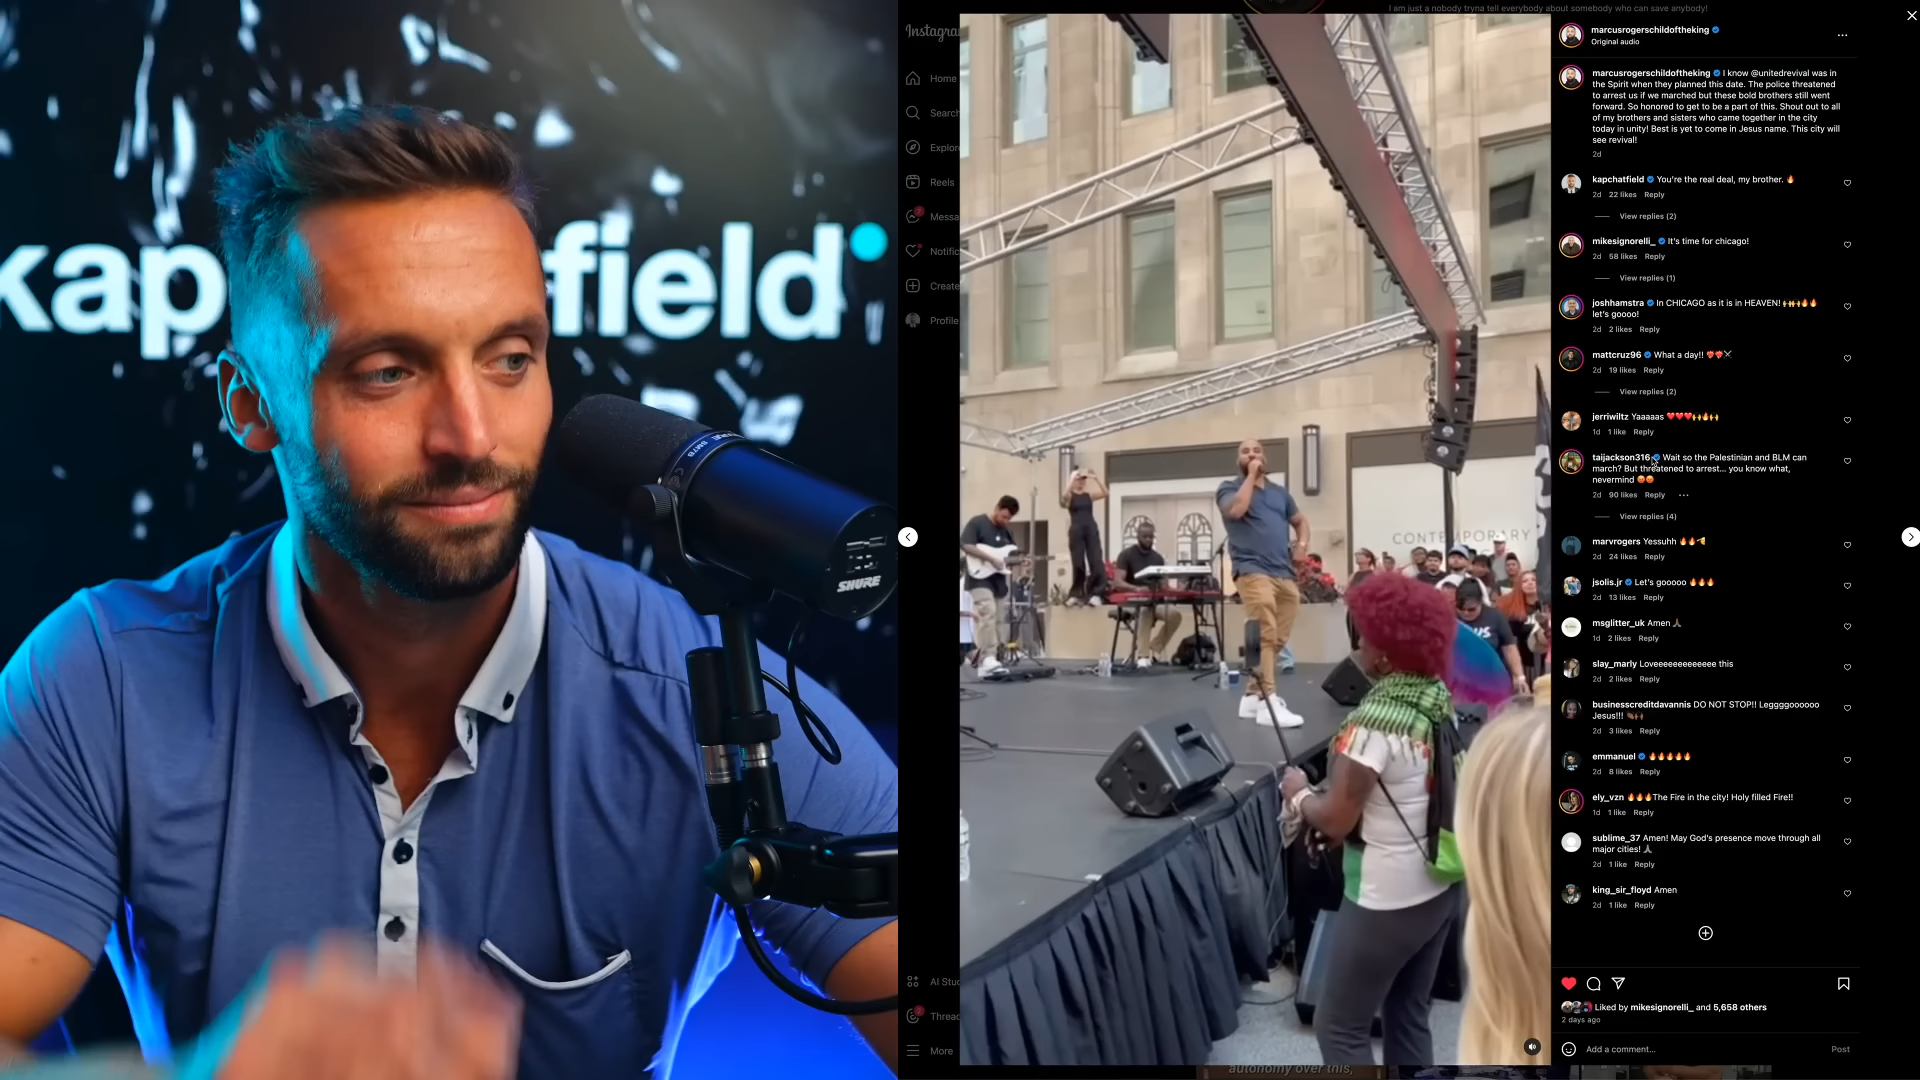 kap field
SM7B
SHURE
Instagra
Home
Search
Explore
Reels
Messa
Notific
Create
Profile
AI Stud
Threa
More
CONTEMPORARY
autonomy over this,
I am just a nobody tryna tell everybody about somebody who can save anybody!
marcusrogerschildoftheking
Original audio
marcusrogerschildoftheking I know @unitedrevival was in
the Spirit when they planned this date. The police threatened
to arrest us if we marched but these bold brothers still went
forward. So honored to get to be a part of this. Shout out to all
of my brothers and sisters who came together in the city
today in unity! Best is yet to come in Jesus name. This city will
see revival!
2d
kapchatfield You're the real deal, my brother. 🔥
2d 22 likes Reply
View replies (2)
mikesignorelli_ It's time for chicago!
2d 58 likes Reply
View replies (1)
joshhamstra In CHICAGO as it is in HEAVEN! 🙌🙌🔥🔥
let's goooo!
2d 2 likes Reply
mattcruz96 What a day!! ❤️‍🔥❤️‍🔥⚔️
2d 19 likes Reply
View replies (2)
jerriwiltz Yaaaaas ❤️❤️❤️🙌🔥🙌
1d 1 like Reply
taijackson316 Wait so the Palestinian and BLM can
march? But threatened to arrest... you know what,
nevermind 😡😡
2d 90 likes Reply
View replies (4)
marvrogers Yessuhh 🔥🔥🎺
2d 24 likes Reply
jsolis.jr Let's gooooo 🔥🔥🔥
2d 13 likes Reply
msglitter_uk Amen 🙏🏾
1d 2 likes Reply
slay_marly Loveeeeeeeeeeeee this
2d 2 likes Reply
businesscreditdavannis DO NOT STOP!! Leggggoooooo
Jesus!!!
2d 3 likes Reply
emmanuel 🔥🔥🔥🔥🔥
2d 8 likes Reply
ely_vzn 🔥🔥🔥The Fire in the city! Holy filled Fire!!
1d 1 like Reply
sublime_37 Amen! May God's presence move through all
major cities! 🙏🏾
2d 1 like Reply
king_sir_floyd Amen
2d 1 like Reply
Liked by mikesignorelli_ and 5,658 others
2 days ago
Add a comment...
Post